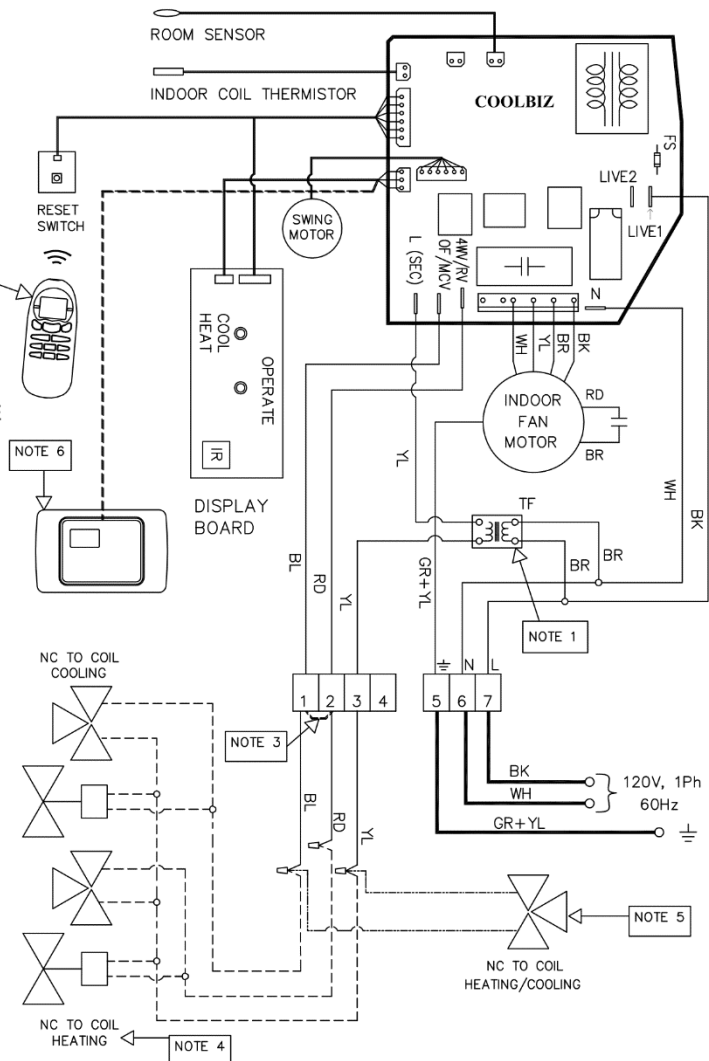 ROOM SENSOR
INDOOR COIL THERMISTOR
COOLBIZ
FS
LIVE2
LIVE1
RESET
SWITCH
SWING
MOTOR
L (SEC)
OF/MCV
4WV/RV
N
COOL
HEAT
OPERATE
IR
DISPLAY
BOARD
WH
YL
BR
BK
INDOOR
FAN
MOTOR
RD
BR
NOTE 6
YL
TF
WH
BK
BL
RD
YL
GR+YL
BR
BR
NOTE 1
NC TO COIL
COOLING
N
L
1
2
3
4
5
6
7
NOTE 3
BK
WH
GR+YL
120V, 1Ph
60Hz
BL
RD
YL
NOTE 5
NC TO COIL
HEATING/COOLING
NC TO COIL
HEATING
NOTE 4